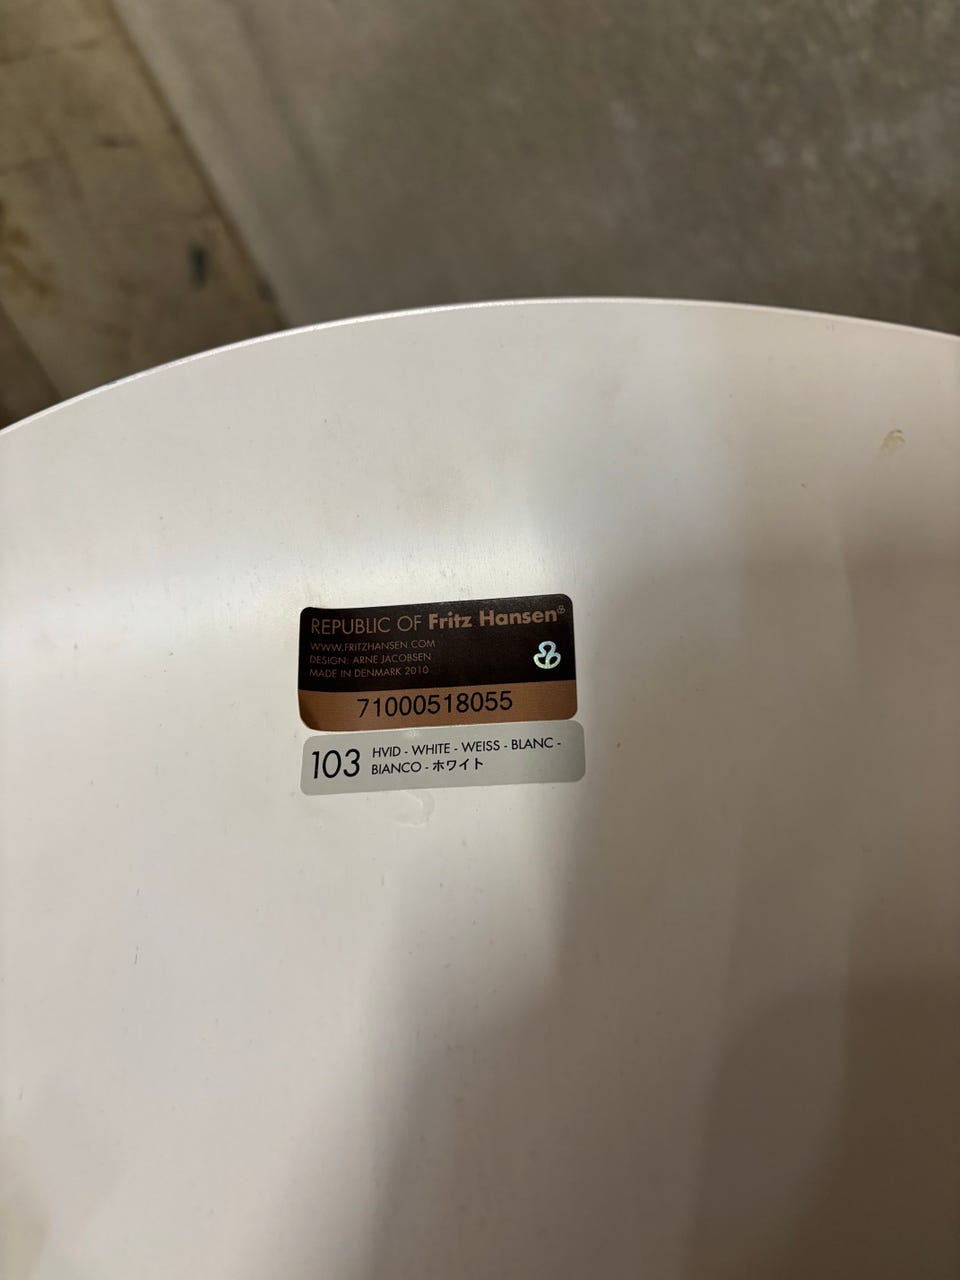 REPUBLIC OF Fritz Hansen®
WWW.FRITZHANSEN.COM
DESIGN: ARNE JACOBSEN
MADE IN DENMARK 2010
71000518055
103 HVID - WHITE - WEISS - BLANC -
BIANCO - ホワイト